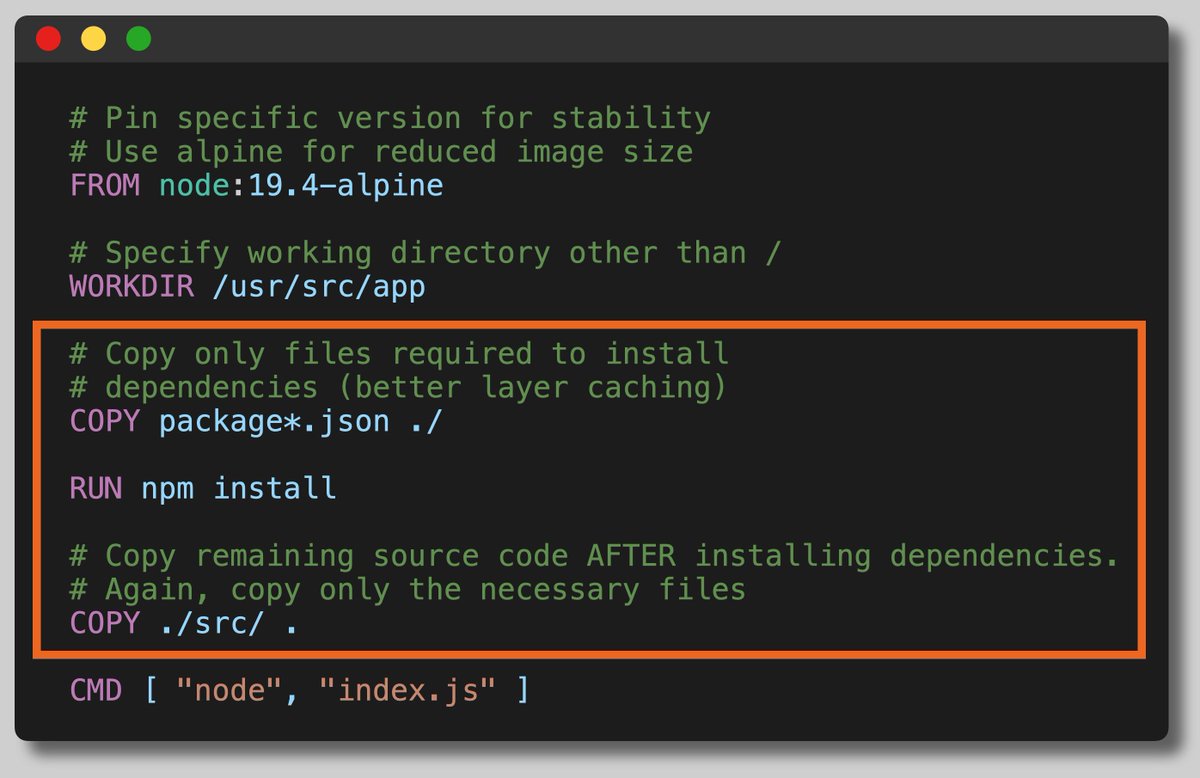 # Pin specific version for stability
# Use alpine for reduced image size
FROM node:19.4-alpine
# Specify working directory other than /
WORKDIR /usr/src/app
# Copy only files required to install
# dependencies (better layer caching)
COPY package*.json ./
RUN npm install
# Copy remaining source code AFTER installing dependencies.
# Again, copy only the necessary files
COPY ./src/ .
CMD [ "node", "index.js" ]